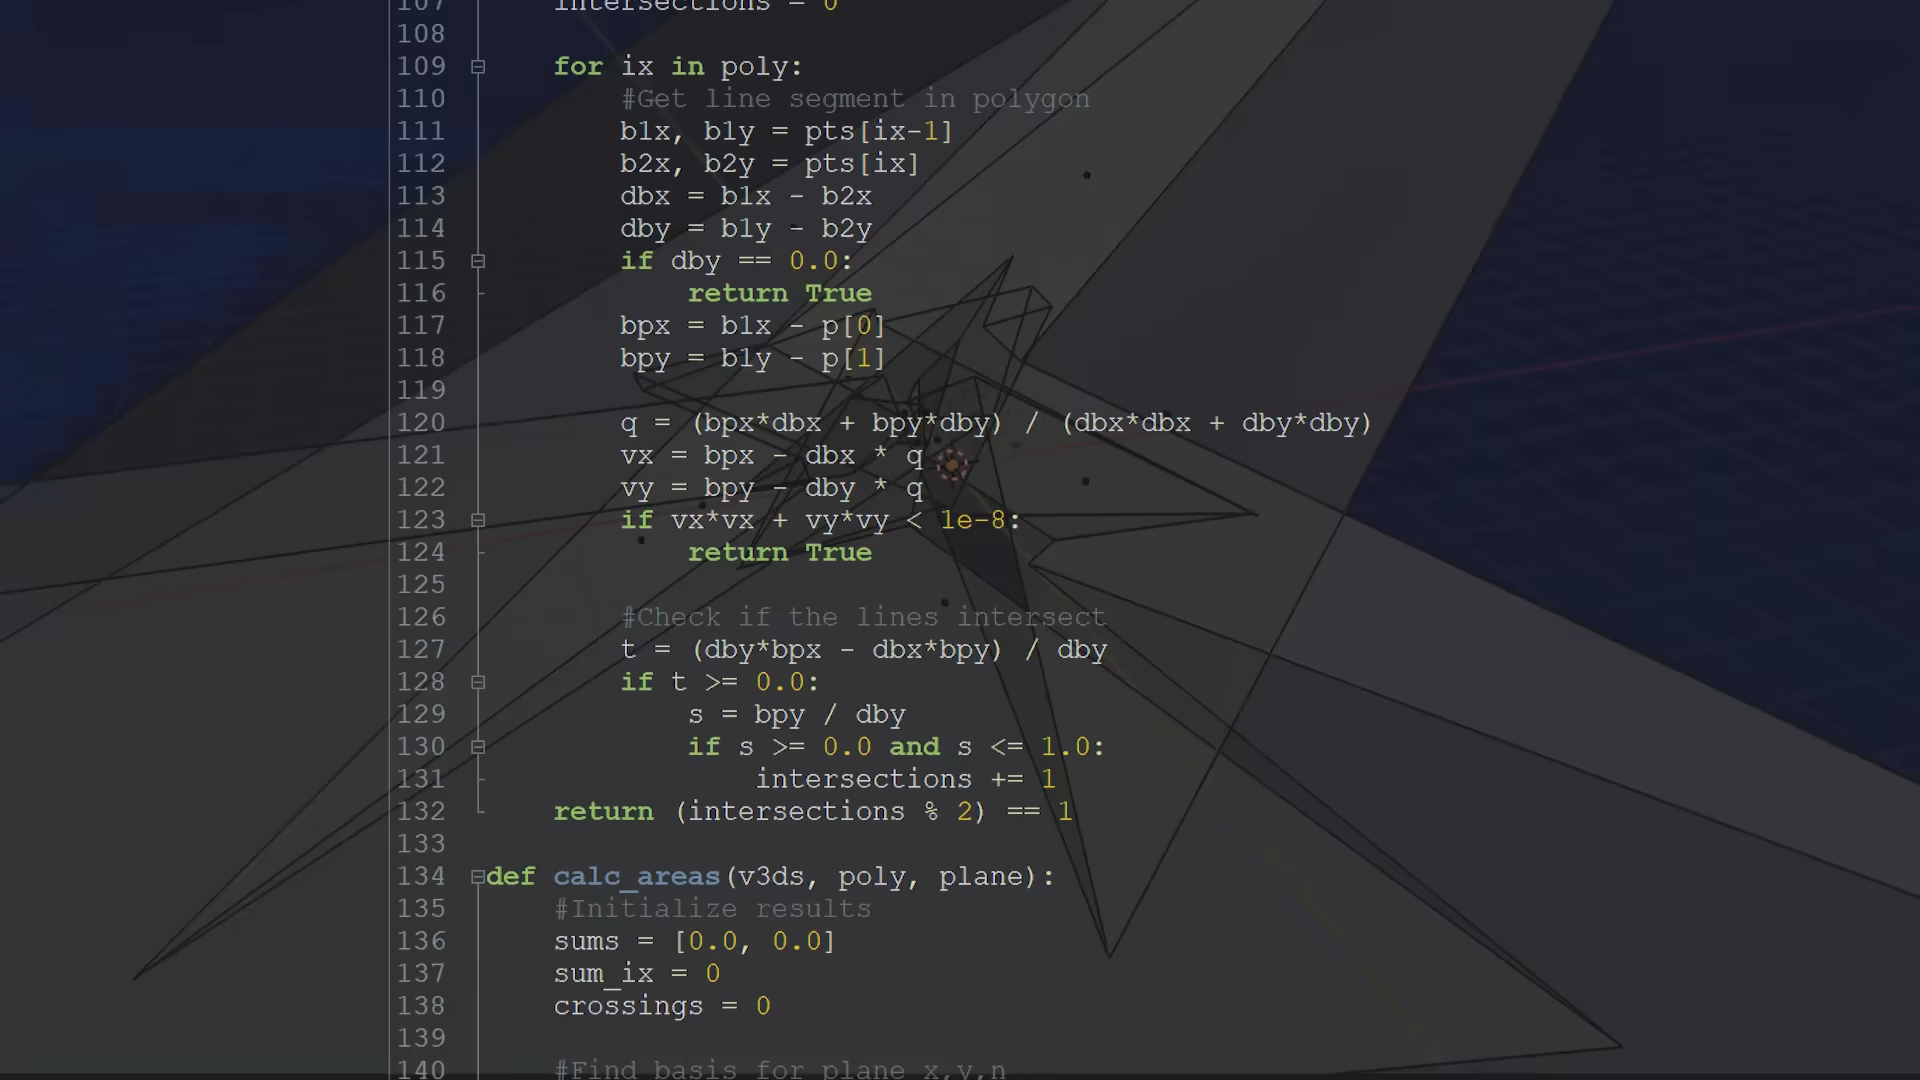 107 intersections = 0
108
109 for ix in poly:
110 #Get line segment in polygon
111 b1x, b1y = pts[ix-1]
112 b2x, b2y = pts[ix]
113 dbx = b1x - b2x
114 dby = b1y - b2y
115 if dby == 0.0:
116 return True
117 bpx = b1x - p[0]
118 bpy = b1y - p[1]
119
120 q = (bpx*dbx + bpy*dby) / (dbx*dbx + dby*dby)
121 vx = bpx - dbx * q
122 vy = bpy - dby * q
123 if vx*vx + vy*vy < 1e-8:
124 return True
125
126 #Check if the lines intersect
127 t = (dby*bpx - dbx*bpy) / dby
128 if t >= 0.0:
129 s = bpy / dby
130 if s >= 0.0 and s <= 1.0:
131 intersections += 1
132 return (intersections % 2) == 1
133
134 def calc_areas(v3ds, poly, plane):
135 #Initialize results
136 sums = [0.0, 0.0]
137 sum_ix = 0
138 crossings = 0
139
140 #Find basis for plane x,y,n